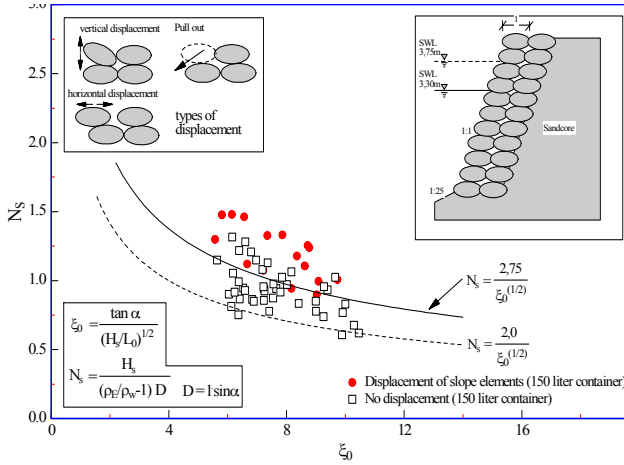 3.0
2.5
2.0
1.5
1.0
0.5
0.0
N_S
0
4
8
12
16
ξ_0
vertical displacement
Pull out
horizontal displacement
types of
displacement
l
SWL
3,75m
SWL
3,30m
1:1
Sandcore
1:25
N_s = 2,75 / ξ_0^(1/2)
N_s = 2,0 / ξ_0^(1/2)
ξ_0 = tan α / (H_s/L_0)^1/2
N_s = H_s / (ρ_E/ρ_w-1) D
D=l·sinα
Displacement of slope elements (150 liter container)
No displacement (150 liter container)